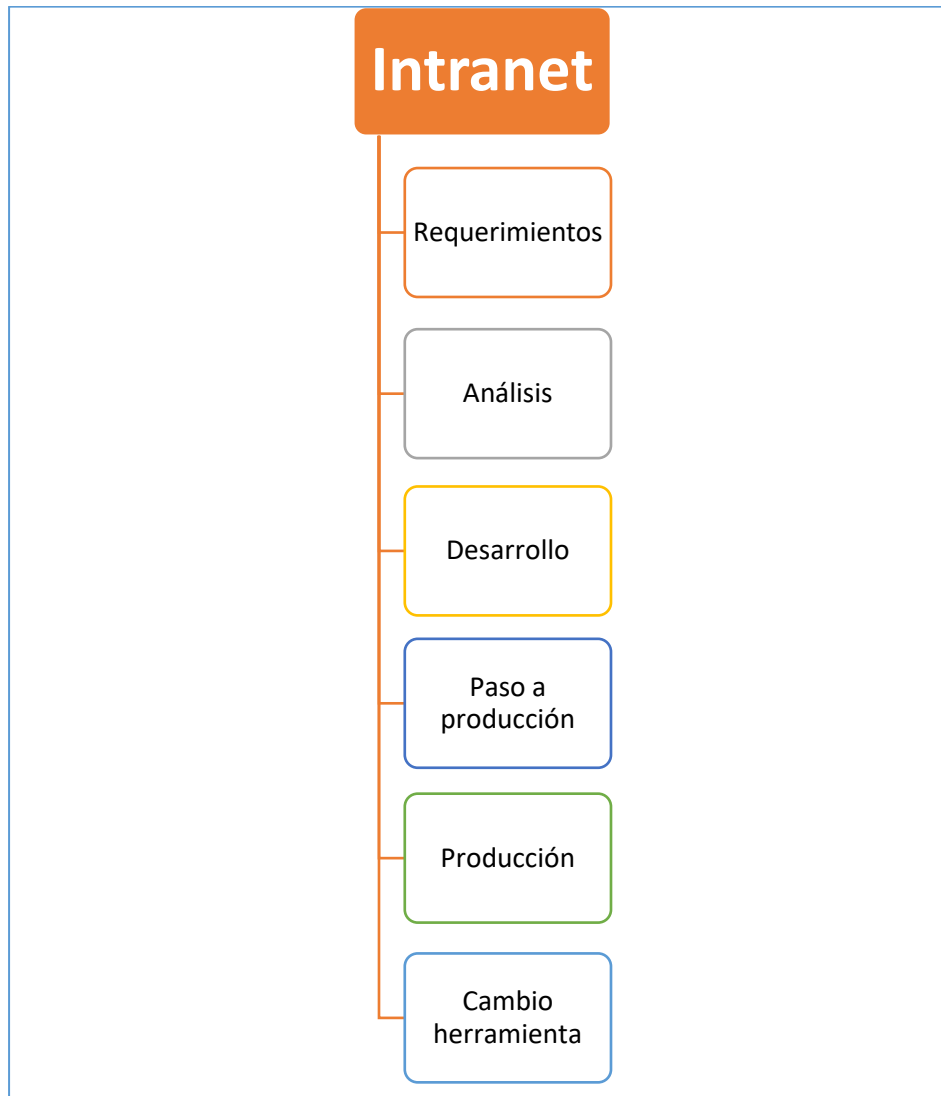 Intranet
Requerimientos
Análisis
Desarrollo
Paso a
producción
Producción
Cambio
herramienta